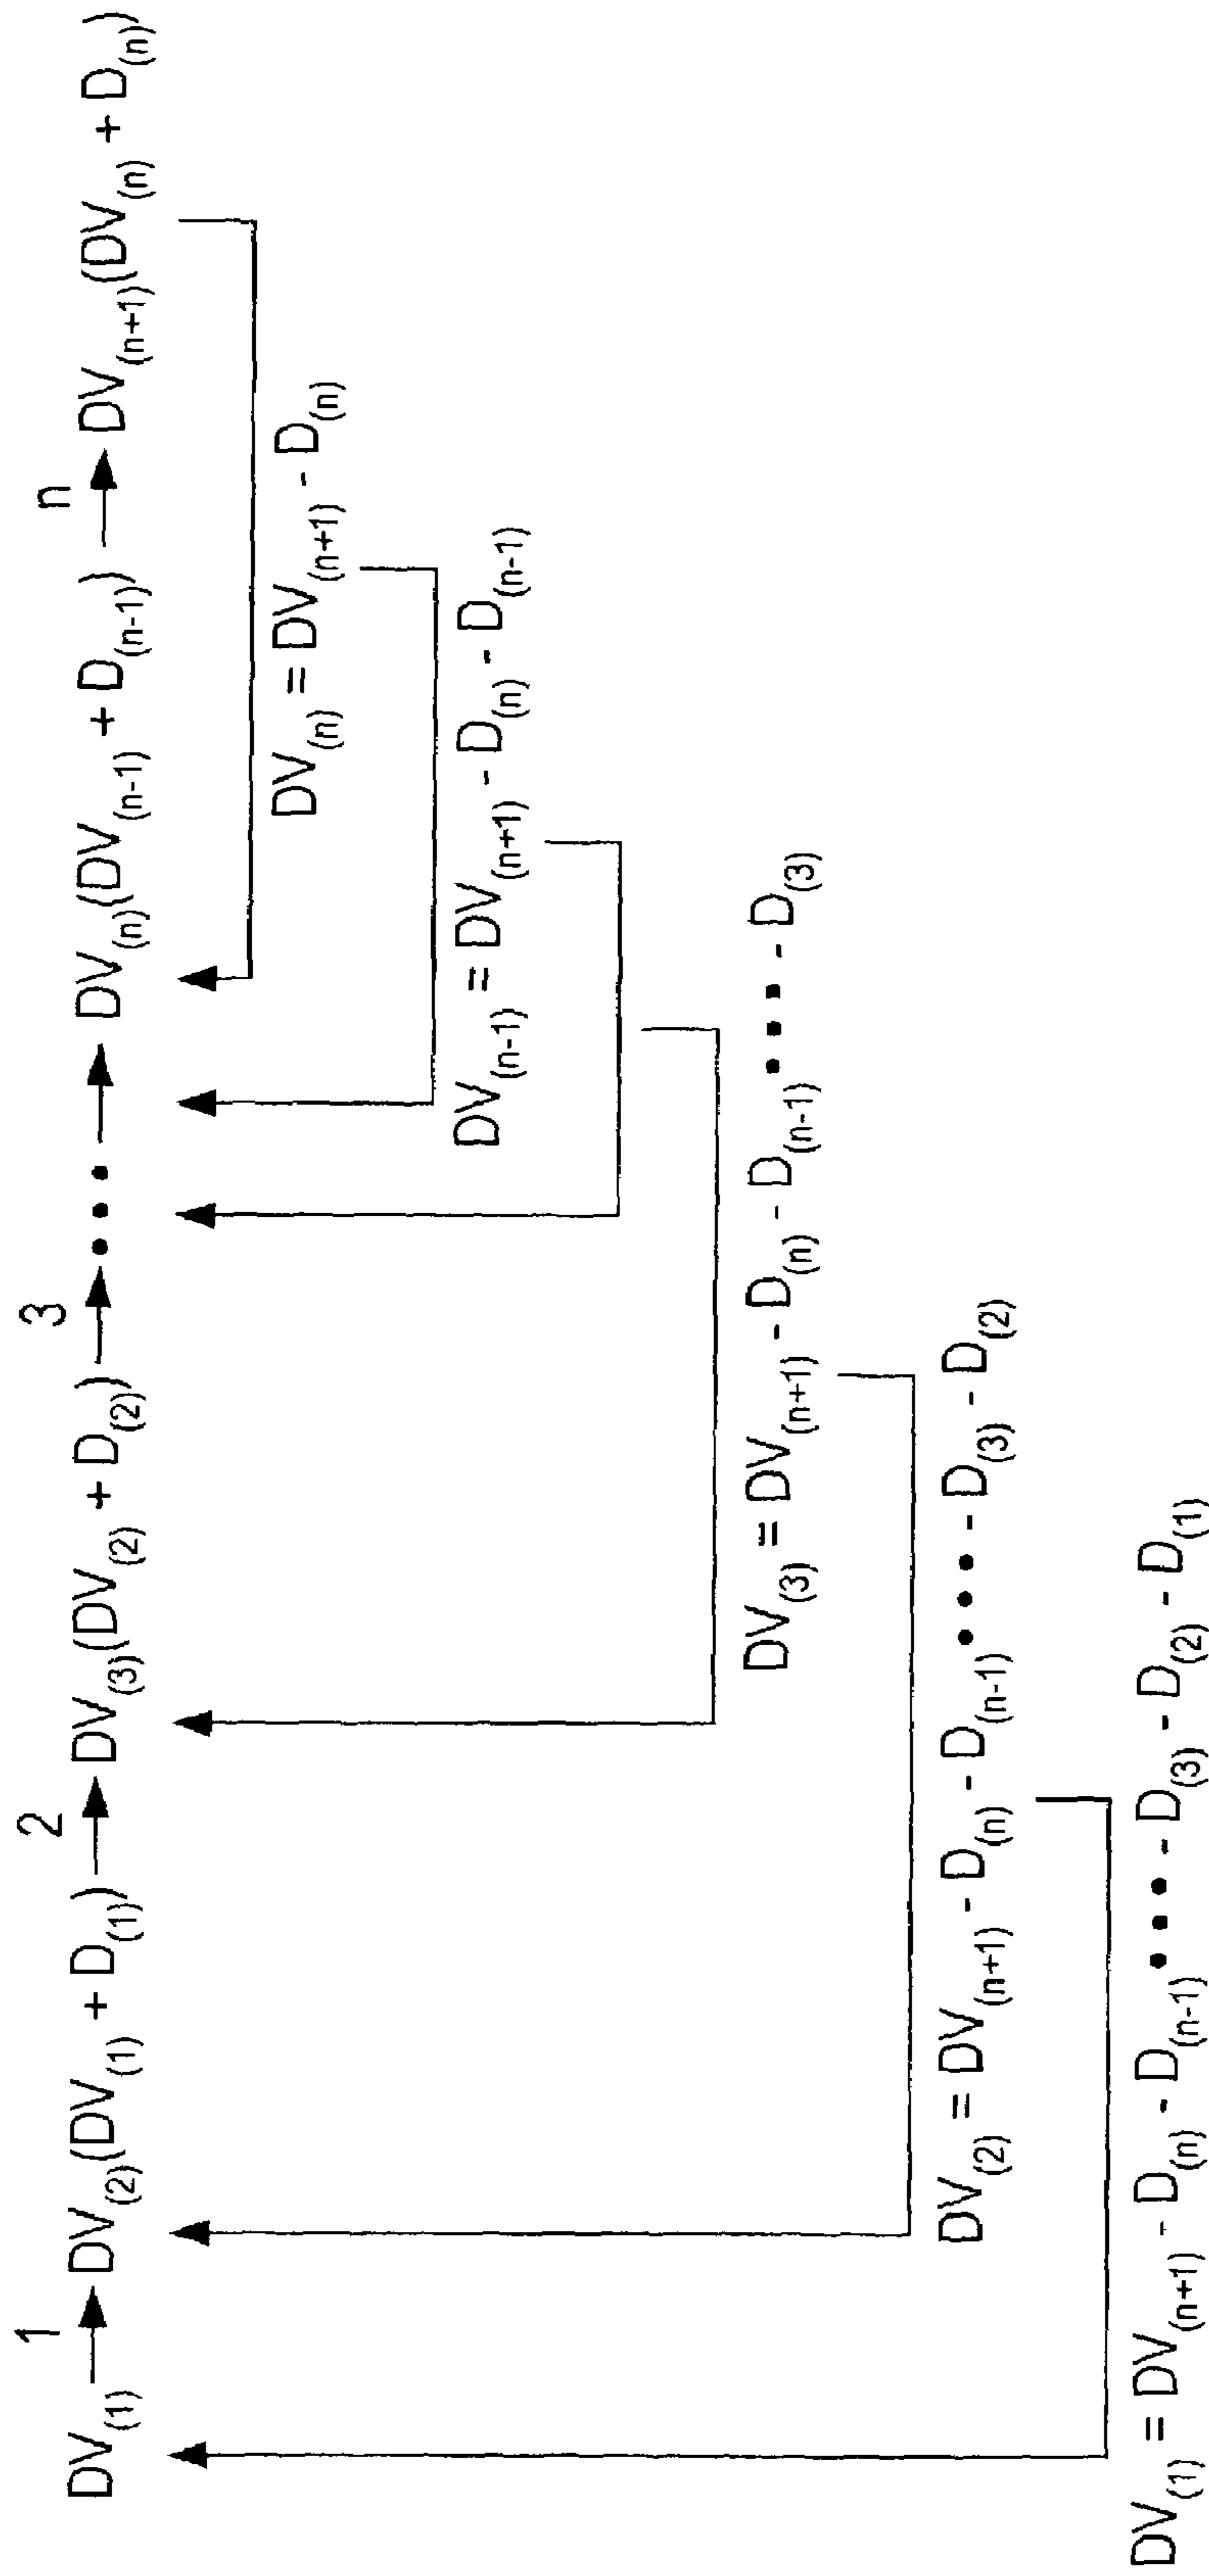 1 2 3 n
DV(1) → DV(2)(DV(1) + D(1)) → DV(3)(DV(2) + D(2)) → ••• → DV(n)(DV(n-1) + D(n-1)) → DV(n+1)(DV(n) + D(n))
DV(n) = DV(n+1) - D(n)
DV(n-1) = DV(n+1) - D(n) - D(n-1)
DV(3) = DV(n+1) - D(n) - D(n-1) ••• - D(3)
DV(2) = DV(n+1) - D(n) - D(n-1) ••• - D(3) - D(2)
DV(1) = DV(n+1) - D(n) - D(n-1) ••• - D(3) - D(2) - D(1)